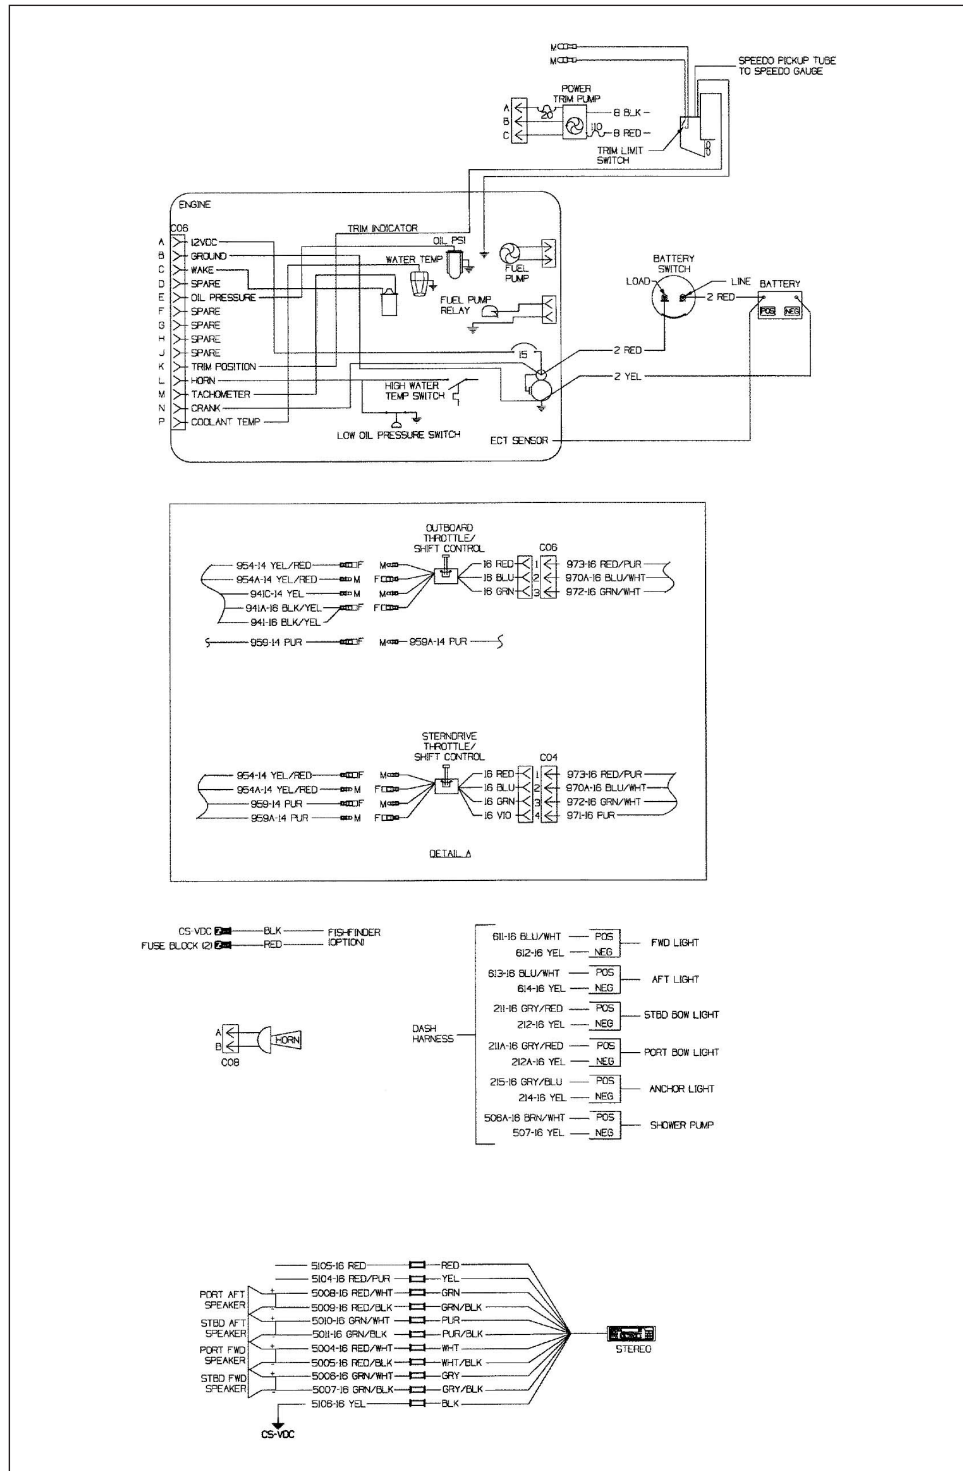 M
M
SPEEDO PICKUP TUBE
TO SPEEDO GAUGE
POWER
TRIM PUMP
A
B
C
20
8 BLK
110
8 RED
TRIM LIMIT
SWITCH
ENGINE
C06
TRIM INDICATOR
OIL PSI
WATER TEMP
FUEL
PUMP
FUEL PUMP
RELAY
A 12VDC
B GROUND
C WAKE
D SPARE
E OIL PRESSURE
F SPARE
G SPARE
H SPARE
J SPARE
K TRIM POSITION
L HORN
M TACHOMETER
N CRANK
P COOLANT TEMP
15
HIGH WATER
TEMP SWITCH
LOW OIL PRESSURE SWITCH
ECT SENSOR
BATTERY
SWITCH
LOAD
LINE
BATTERY
2 RED
POS
NEG
2 RED
2 YEL
OUTBOARD
THROTTLE/
SHIFT CONTROL
C06
954-14 YEL/RED F M 16 RED 1 973-16 RED/PUR
954A-14 YEL/RED M F 16 BLU 2 970A-16 BLU/WHT
941C-14 YEL M M 16 GRN 3 972-16 GRN/WHT
941A-16 BLK/YEL F F
941-16 BLK/YEL
959-14 PUR F M 959A-14 PUR
STERNDRIVE
THROTTLE/
SHIFT CONTROL
C04
954-14 YEL/RED F M 16 RED 1 973-16 RED/PUR
954A-14 YEL/RED M F 16 BLU 2 970A-16 BLU/WHT
959-14 PUR F M 16 GRN 3 972-16 GRN/WHT
959A-14 PUR M F 16 VIO 4 971-16 PUR
DETAIL A
CS-VDC BLK FISHFINDER
FUSE BLOCK (2) RED (OPTION)
A
B
HORN
C08
DASH
HARNESS
611-16 BLU/WHT POS
612-16 YEL NEG
FWD LIGHT
613-16 BLU/WHT POS
614-16 YEL NEG
AFT LIGHT
211-16 GRY/RED POS
212-16 YEL NEG
STBD BOW LIGHT
211A-16 GRY/RED POS
212A-16 YEL NEG
PORT BOW LIGHT
215-16 GRY/BLU POS
214-16 YEL NEG
ANCHOR LIGHT
506A-16 BRN/WHT POS
507-16 YEL NEG
SHOWER PUMP
5105-16 RED RED
5104-16 RED/PUR YEL
PORT AFT
SPEAKER
+ 5008-16 RED/WHT GRN
- 5009-16 RED/BLK GRN/BLK
STBD AFT
SPEAKER
+ 5010-16 GRN/WHT PUR
- 5011-16 GRN/BLK PUR/BLK
PORT FWD
SPEAKER
+ 5004-16 RED/WHT WHT
- 5005-16 RED/BLK WHT/BLK
STBD FWD
SPEAKER
+ 5006-16 GRN/WHT GRY
- 5007-16 GRN/BLK GRY/BLK
5106-16 YEL BLK
CS-VDC
STEREO